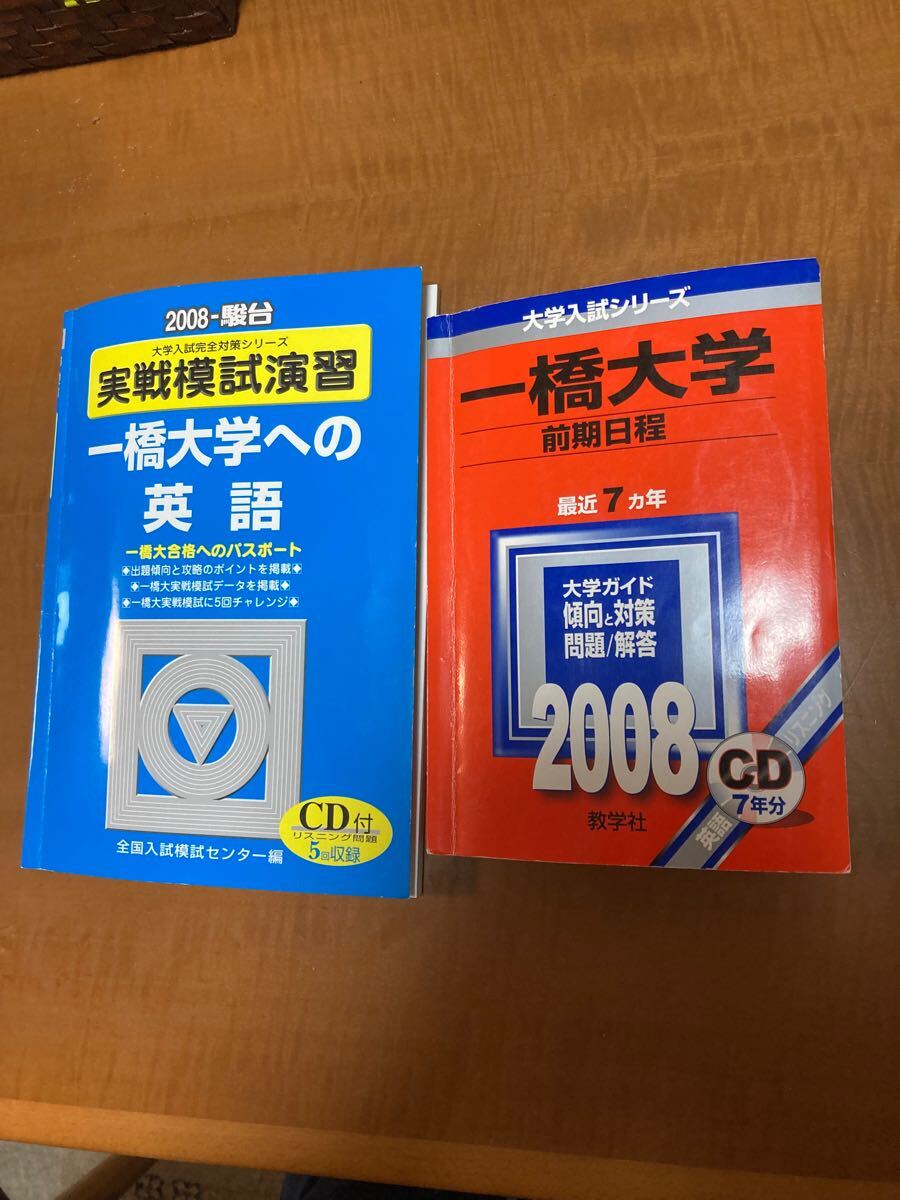 2008-駿台
大学入試完全対策シリーズ
実戦模試演習
一橋大学への
英語
一橋大合格へのパスポート
◆出題傾向と攻略のポイントを掲載◆
◆一橋大実戦模試データを掲載◆
◆一橋大実戦模試に5回チャレンジ◆
CD付
リスニング問題
5回収録
全国入試模試センター編
大学入試シリーズ
一橋大学
前期日程
最近7ヵ年
大学ガイド
傾向と対策
問題/解答
2008
教学社
英語
リスニング
CD
7年分